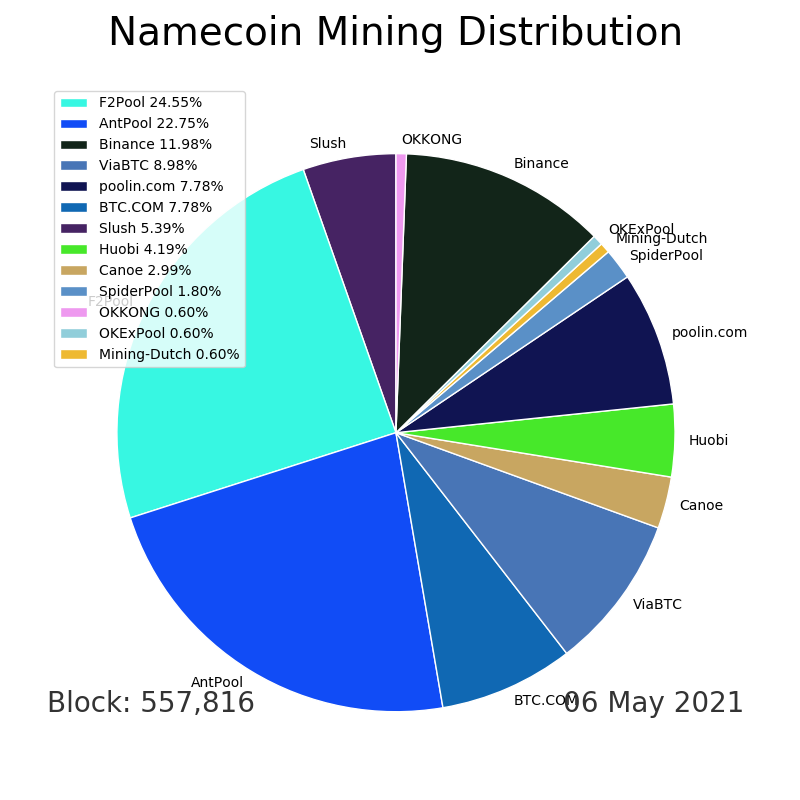 Namecoin Mining Distribution
F2Pool 24.55%
AntPool 22.75%
Binance 11.98%
ViaBTC 8.98%
poolin.com 7.78%
BTC.COM 7.78%
Slush 5.39%
Huobi 4.19%
Canoe 2.99%
SpiderPool 1.80%
OKKONG 0.60%
OKExPool 0.60%
Mining-Dutch 0.60%
Slush
OKKONG
Binance
OKExPool
Mining-Dutch
SpiderPool
F2Pool
poolin.com
Huobi
Canoe
ViaBTC
AntPool
BTC.COM
Block: 557,816
06 May 2021